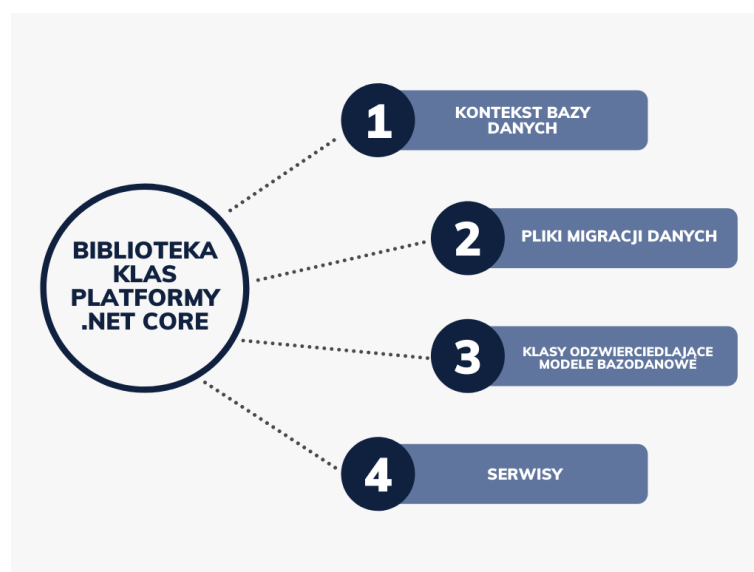 BIBLIOTEKA
KLAS
PLATFORMY
.NET CORE
1
KONTEKST BAZY
DANYCH
2
PLIKI MIGRACJI DANYCH
3
KLASY ODZWIERCIEDLAJĄCE
MODELE BAZODANOWE
4
SERWISY